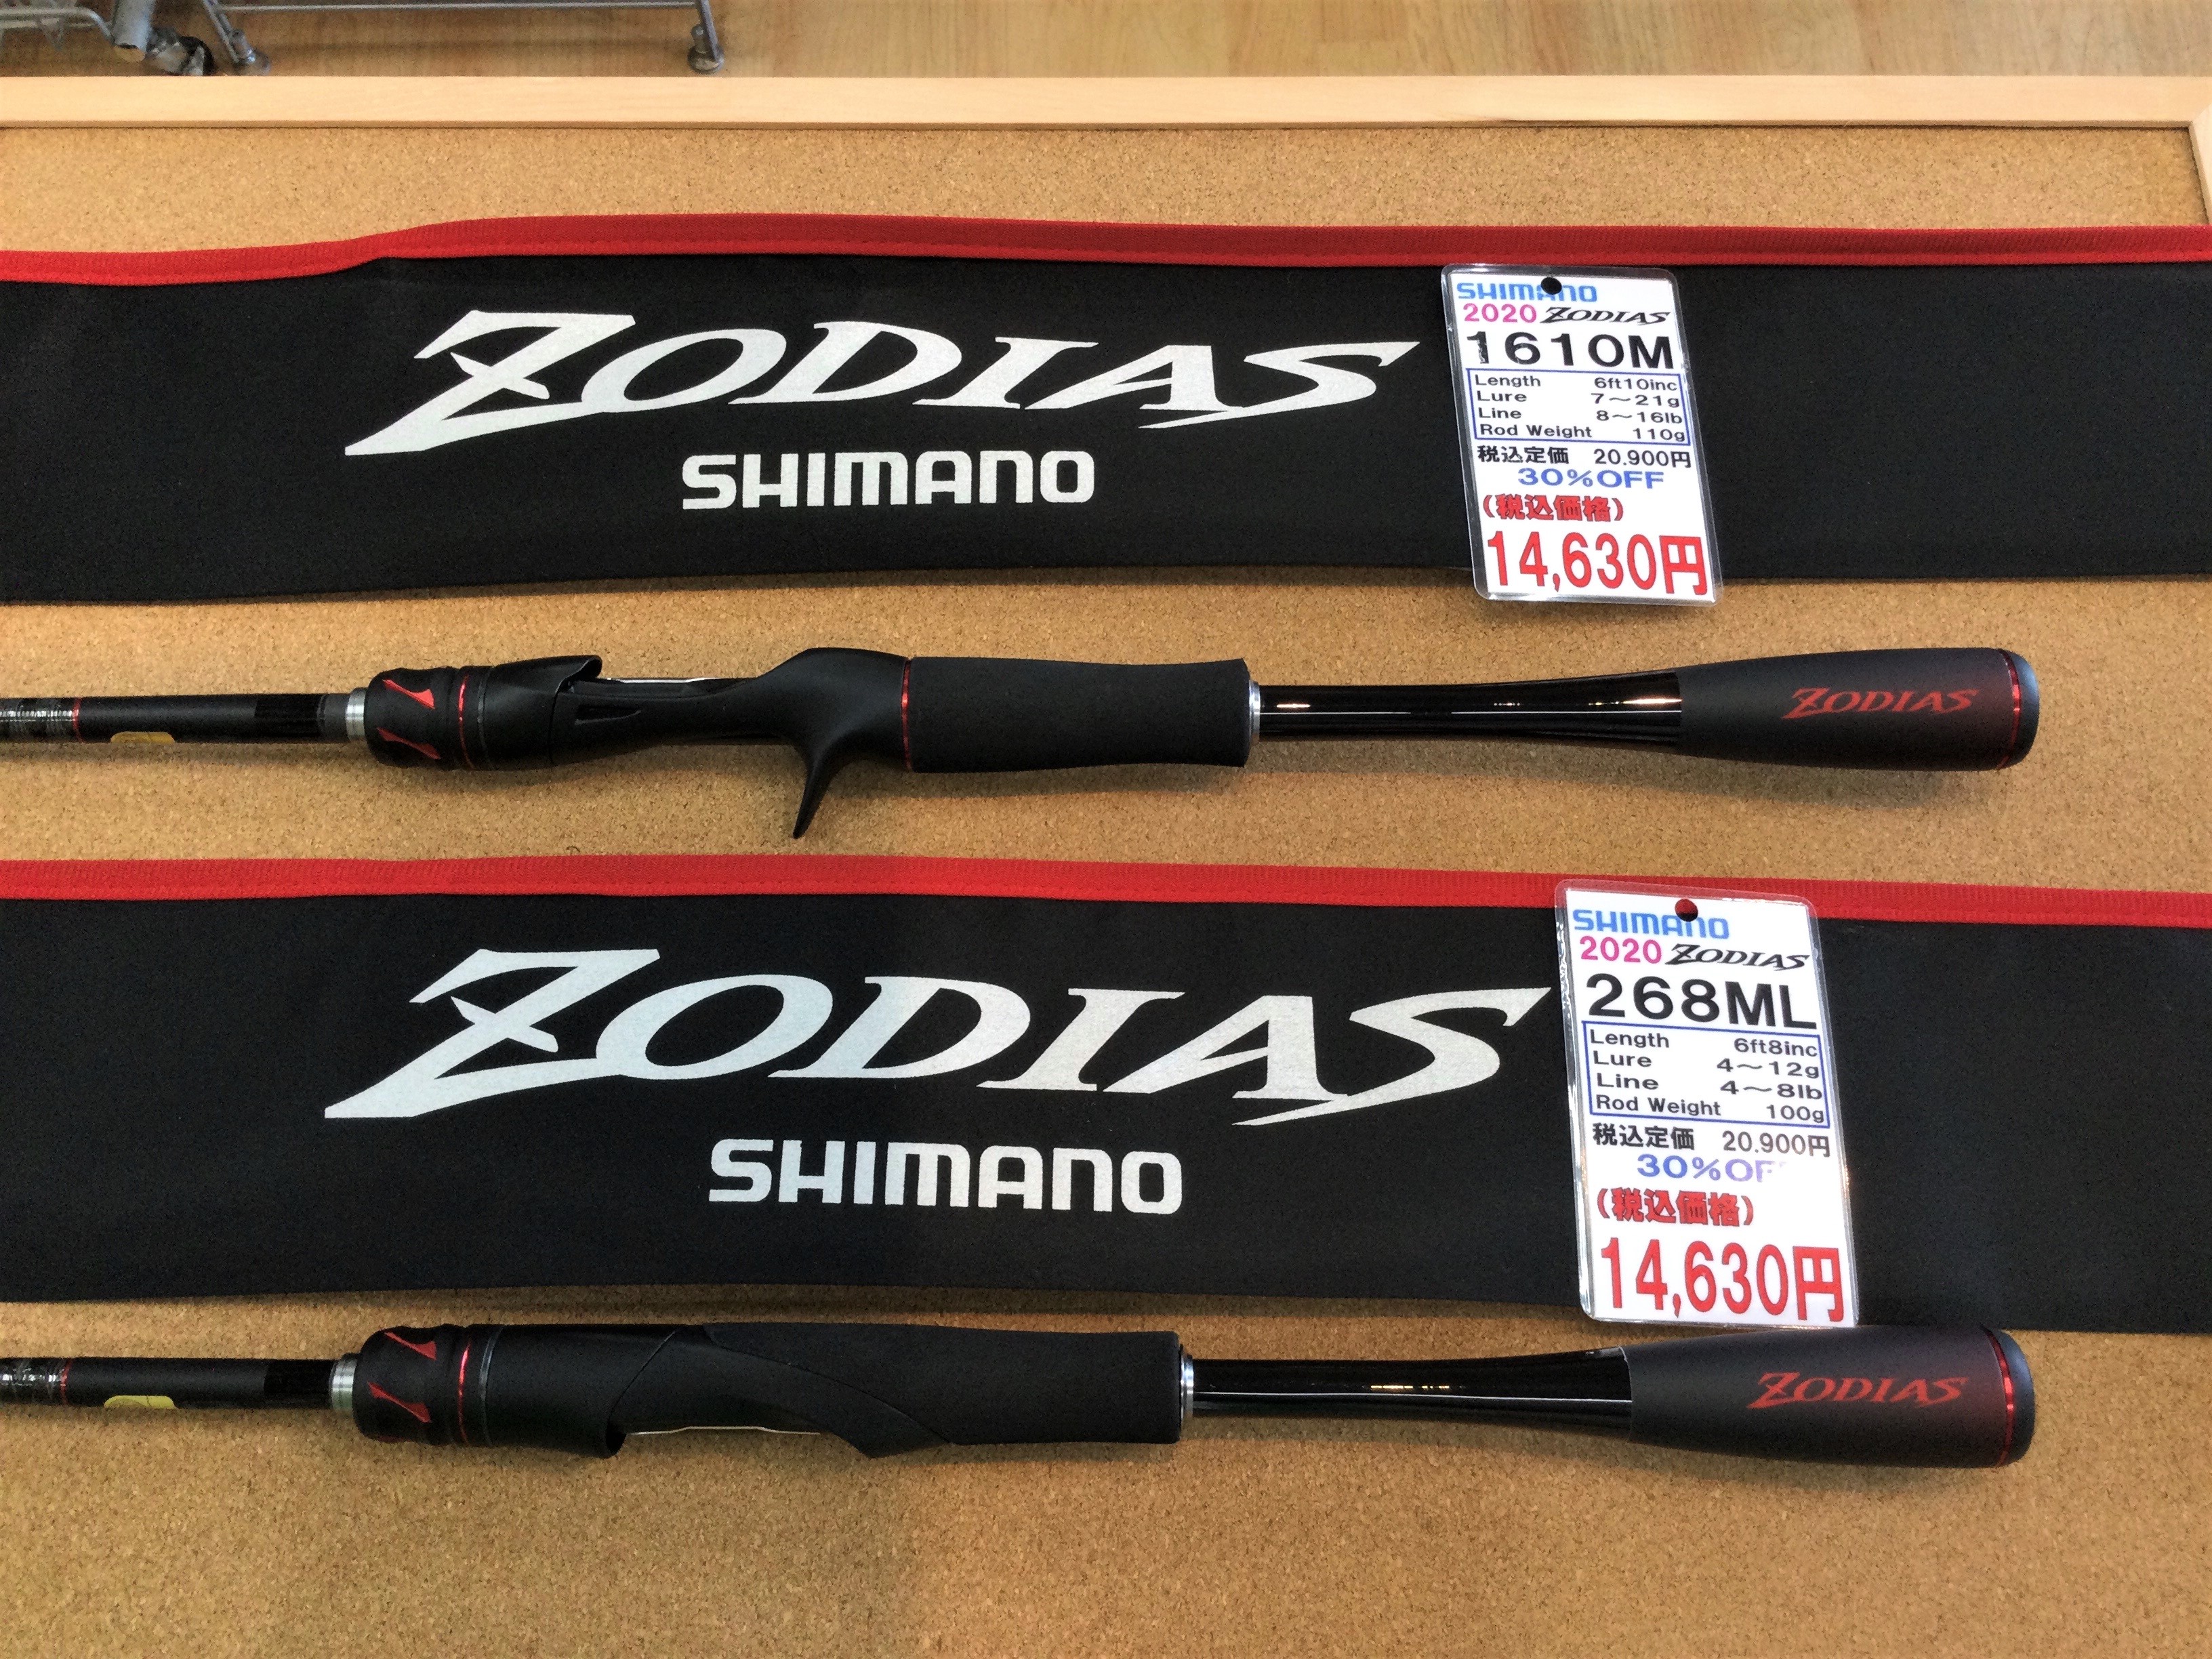 ZODIAS
SHIMANO
SHIMANO
2020 ZODIAS
1610M
Length 6ft10inc
Lure 7～21g
Line 8～16lb
Rod Weight 110g
税込定価 20,900円
30%OFF
（税込価格）
14,630円
ZODIAS
ZODIAS
SHIMANO
SHIMANO
2020 ZODIAS
268ML
Length 6ft8inc
Lure 4～12g
Line 4～8lb
Rod Weight 100g
税込定価 20,900円
30%OF
（税込価格）
14,630円
ZODIAS